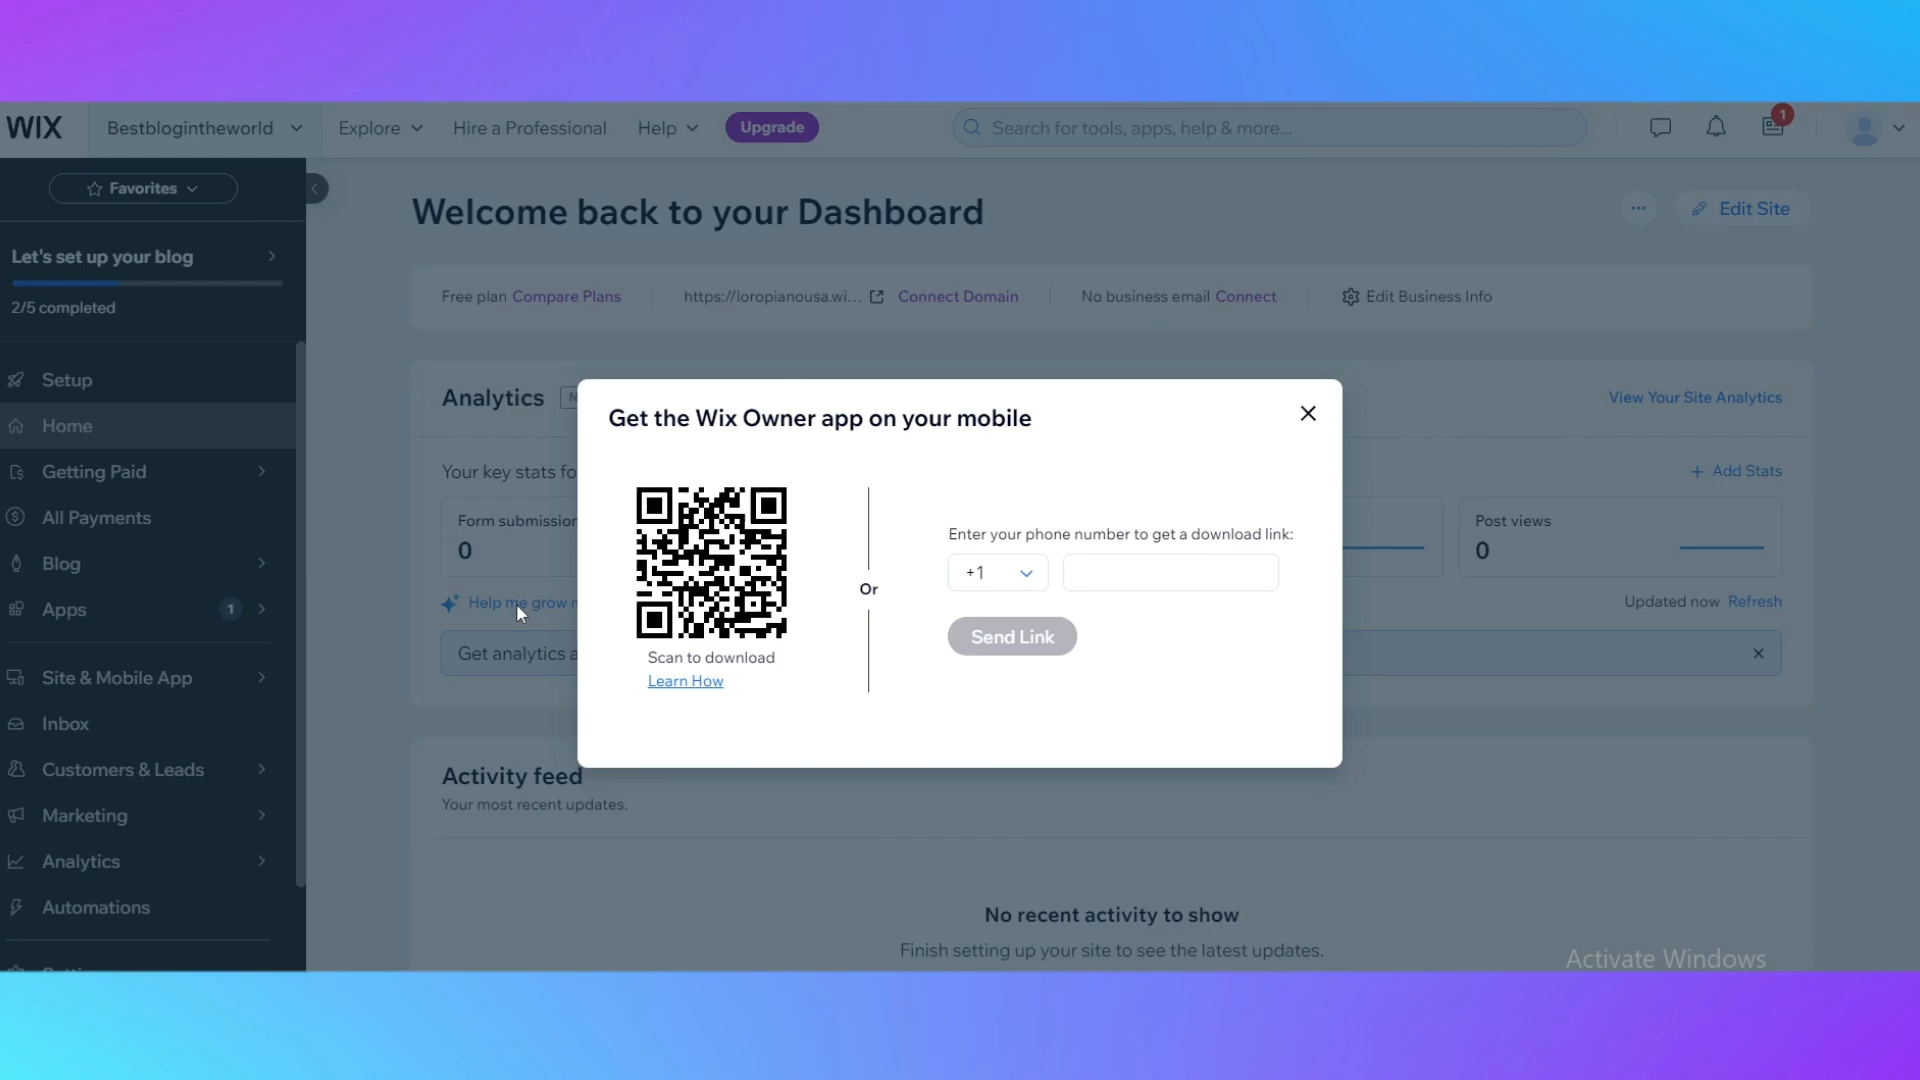 WIX
Bestblogintheworld
Explore
Hire a Professional
Help
Upgrade
Search for tools, apps, help & more...
1
Favorites
Let's set up your blog
2/5 completed
Setup
Home
Getting Paid
All Payments
Blog
Apps
1
Site & Mobile App
Inbox
Customers & Leads
Marketing
Analytics
Automations
Welcome back to your Dashboard
Edit Site
Free plan Compare Plans
https://loropianousa.wi... Connect Domain
No business email Connect
Edit Business Info
Analytics
View Your Site Analytics
Your key stats
Add Stats
Form
0
Post views
0
Help me grow
Updated now Refresh
Get analytics
Get the Wix Owner app on your mobile
Scan to download
Learn How
Or
Enter your phone number to get a download link:
+1
Send Link
Activity feed
Your most recent updates.
No recent activity to show
Finish setting up your site to see the latest updates.
Activate Windows